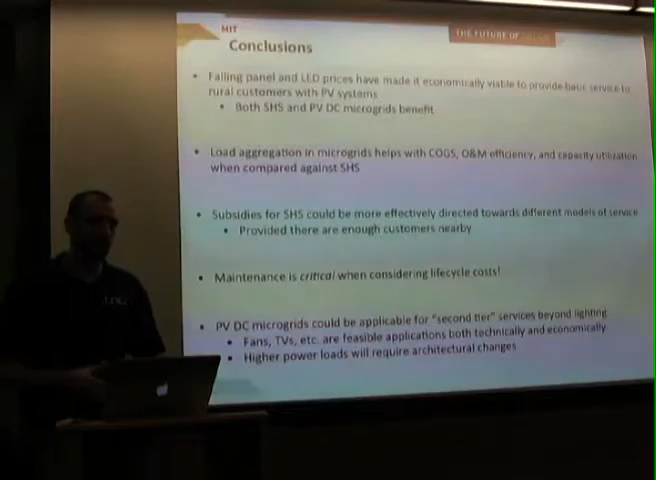 MIT
THE FUTURE OF
Conclusions
• Falling panel and LED prices have made it economically viable to provide basic service to
rural customers with PV systems
• Both SHS and PV DC microgrids benefit
• Load aggregation in microgrids helps with COGS, O&M efficiency, and capacity utilization
when compared against SHS
• Subsidies for SHS could be more effectively directed towards different models of service
• Provided there are enough customers nearby
• Maintenance is critical when considering lifecycle costs!
• PV DC microgrids could be applicable for "second tier" services beyond lighting
• Fans, TVs, etc. are feasible applications both technically and economically
• Higher power loads will require architectural changes